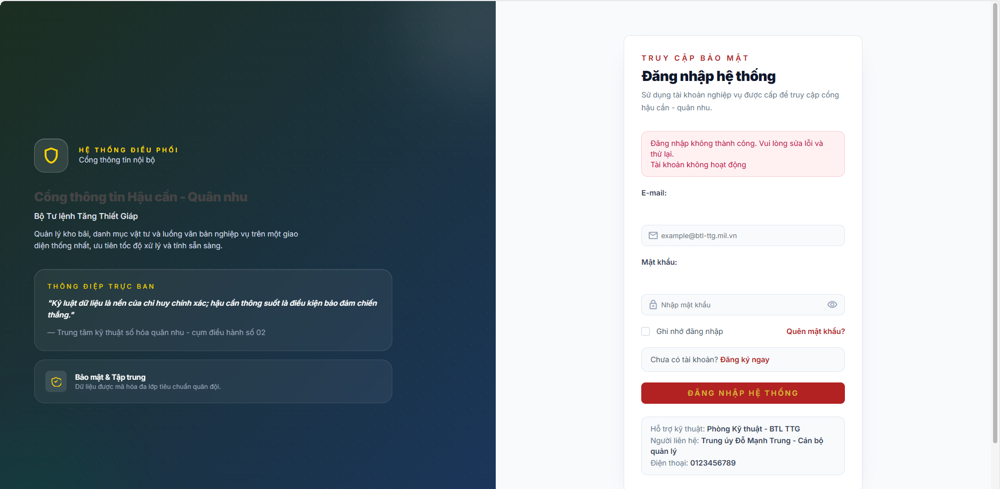 HỆ THỐNG ĐIỀU PHỐI
Cổng thông tin nội bộ
Cổng thông tin Hậu cần - Quân nhu
Bộ Tư lệnh Tăng Thiết Giáp
Quản lý kho bãi, danh mục vật tư và luồng văn bản nghiệp vụ trên một giao
diện thống nhất, ưu tiên tốc độ xử lý và tính sẵn sàng.
THÔNG ĐIỆP TRỰC BAN
"Kỷ luật dữ liệu là nền của chỉ huy chính xác; hậu cần thông suốt là điều kiện bảo đảm chiến
thắng."
— Trung tâm kỹ thuật số hóa quân nhu - cụm điều hành số 02
Bảo mật & Tập trung
Dữ liệu được mã hóa đa lớp tiêu chuẩn quân đội.
TRUY CẬP BẢO MẬT
Đăng nhập hệ thống
Sử dụng tài khoản nghiệp vụ được cấp để truy cập cổng
hậu cần - quân nhu.
Đăng nhập không thành công. Vui lòng sửa lỗi và
thử lại.
Tài khoản không hoạt động
E-mail:
example@btl-ttg.mil.vn
Mật khẩu:
Nhập mật khẩu
Ghi nhớ đăng nhập
Quên mật khẩu?
Chưa có tài khoản? Đăng ký ngay
ĐĂNG NHẬP HỆ THỐNG
Hỗ trợ kỹ thuật: Phòng Kỹ thuật - BTL TTG
Người liên hệ: Trung úy Đỗ Mạnh Trung - Cán bộ
quản lý
Điện thoại: 0123456789